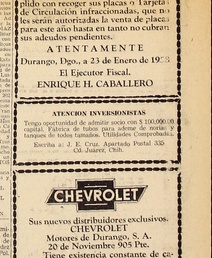 plido con recoger sus placas o Tarjetas
de Circulación infraccionadas, que no
les serán autorizadas la venta de placas
para este año hasta en tanto no cubran
sus adeudos pendientes.
ATENTAMENTE
Durango, Dgo., a 23 de Enero de
El Ejecutor Fiscal.
ENRIQUE H. CABALLERO
ATENCION INVERSIONISTAS
Tengo oportunidad de admitir socio con $ 100,000.00
capital. Fábrica de tubos para ademe de norias y
tanques de todos tamaños. Utilidades Comprobadas.
Escriba a: J. E. Cruz, Apartado Postal 335
Cd. Juárez, Chih.
CHEVROLET
Sus nuevos distribuidores exclusivos.
CHEVROLET
Motores de Durango, S. A.
20 de Noviembre 905 Pte.
Tiene existencia constante de ca-